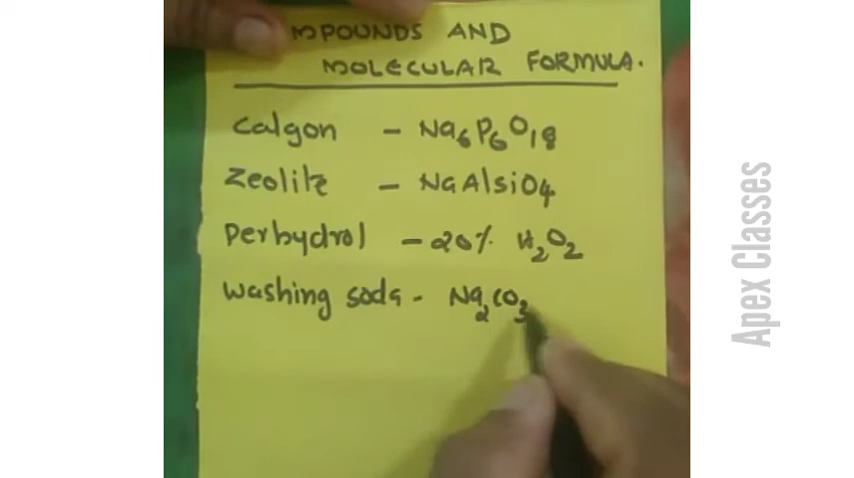 MPOUNDS AND
MOLECULAR FORMULA.
Calgon - Na6P6O18
Zeolite - NaAlSiO4
Perhydrol - 20% H2O2
Washing soda - Na2CO3
Apex Classes